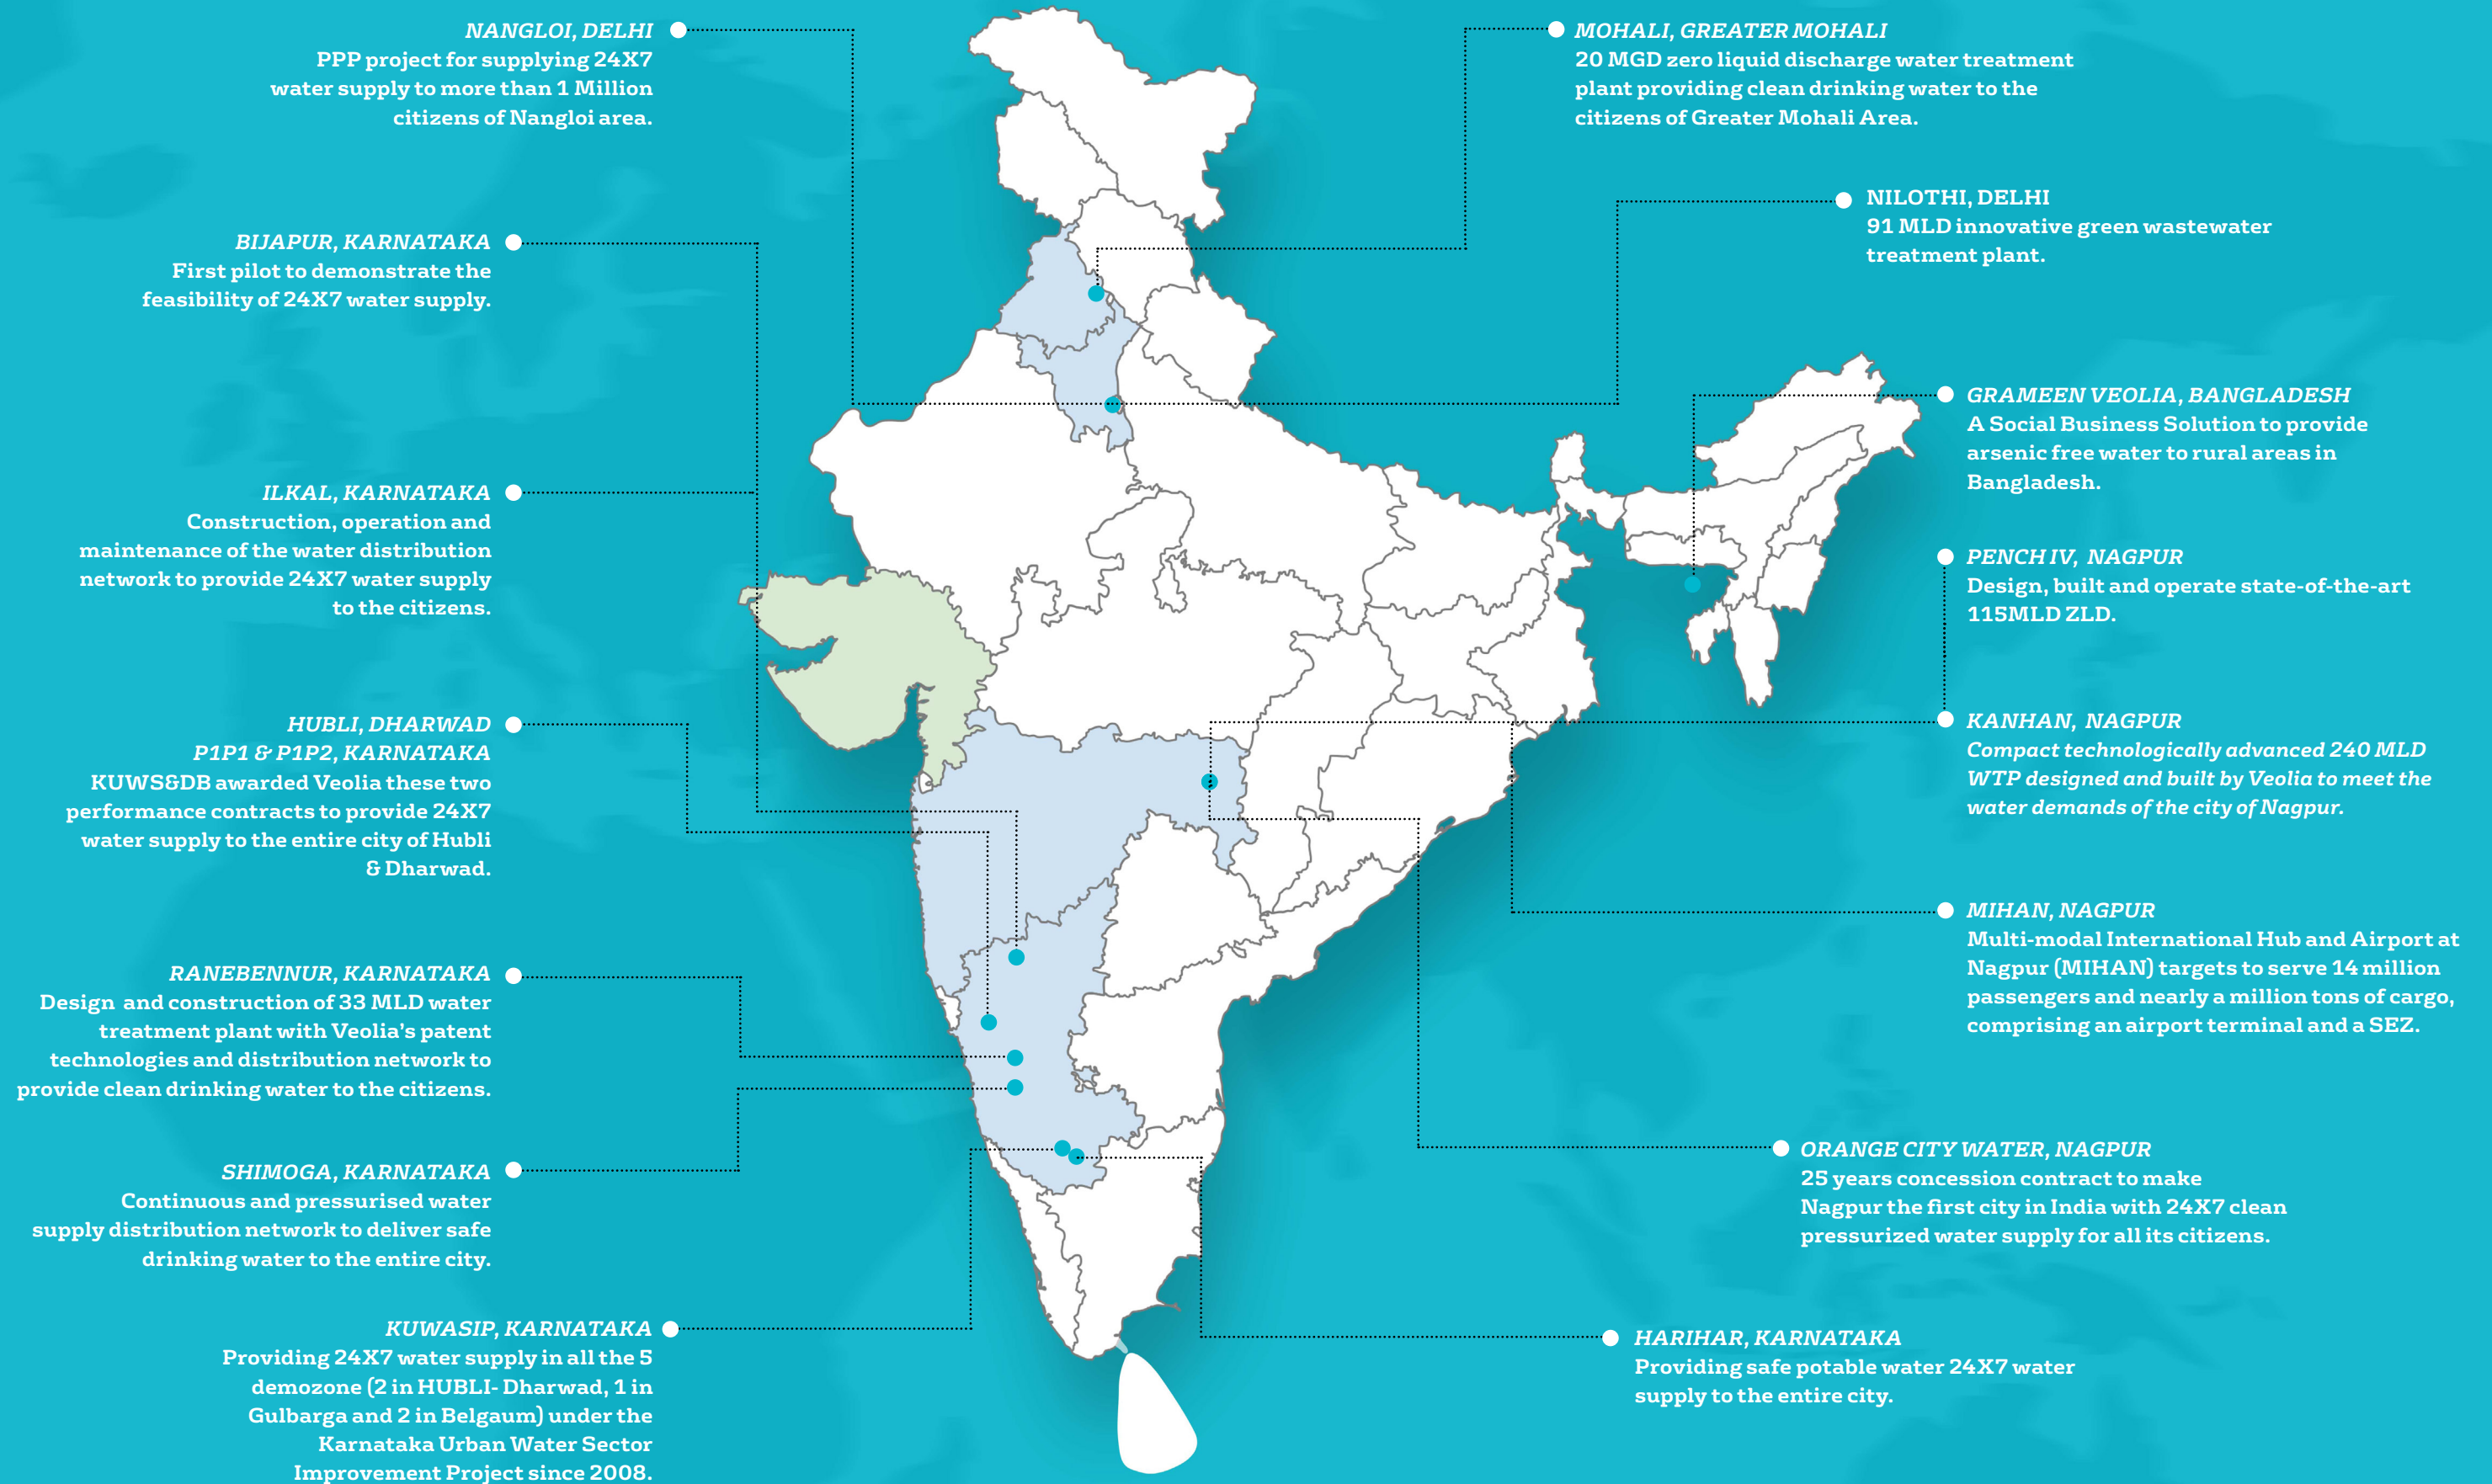 NANGLOI, DELHI
PPP project for supplying 24X7
water supply to more than 1 Million
citizens of Nangloi area.
BIJAPUR, KARNATAKA
First pilot to demonstrate the
feasibility of 24X7 water supply.
ILKAL, KARNATAKA
Construction, operation and
maintenance of the water distribution
network to provide 24X7 water supply
to the citizens.
HUBLI, DHARWAD
P1P1 & P1P2, KARNATAKA
KUWS&DB awarded Veolia these two
performance contracts to provide 24X7
water supply to the entire city of Hubli
& Dharwad.
RANEBENNUR, KARNATAKA
Design and construction of 33 MLD water
treatment plant with Veolia's patent
technologies and distribution network to
provide clean drinking water to the citizens.
SHIMOGA, KARNATAKA
Continuous and pressurised water
supply distribution network to deliver safe
drinking water to the entire city.
KUWASIP, KARNATAKA
Providing 24X7 water supply in all the 5
demozone (2 in HUBLI- Dharwad, 1 in
Gulbarga and 2 in Belgaum) under the
Karnataka Urban Water Sector
Improvement Project since 2008.
MOHALI, GREATER MOHALI
20 MGD zero liquid discharge water treatment
plant providing clean drinking water to the
citizens of Greater Mohali Area.
NILOTHI, DELHI
91 MLD innovative green wastewater
treatment plant.
GRAMEEN VEOLIA, BANGLADESH
A Social Business Solution to provide
arsenic free water to rural areas in
Bangladesh.
PENCH IV, NAGPUR
Design, built and operate state-of-the-art
115MLD ZLD.
KANHAN, NAGPUR
Compact technologically advanced 240 MLD
WTP designed and built by Veolia to meet the
water demands of the city of Nagpur.
MIHAN, NAGPUR
Multi-modal International Hub and Airport at
Nagpur (MIHAN) targets to serve 14 million
passengers and nearly a million tons of cargo,
comprising an airport terminal and a SEZ.
ORANGE CITY WATER, NAGPUR
25 years concession contract to make
Nagpur the first city in India with 24X7 clean
pressurized water supply for all its citizens.
HARIHAR, KARNATAKA
Providing safe potable water 24X7 water
supply to the entire city.